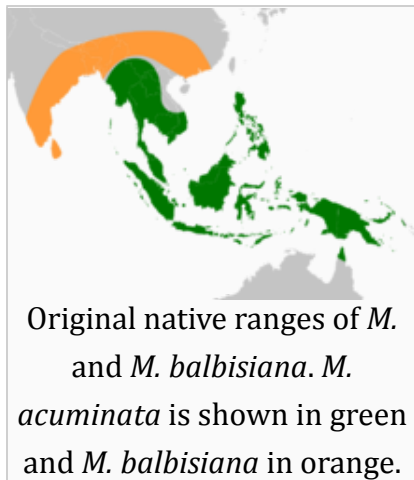 Original native ranges of M.
and M. balbisiana. M.
acuminata is shown in green
and M. balbisiana in orange.